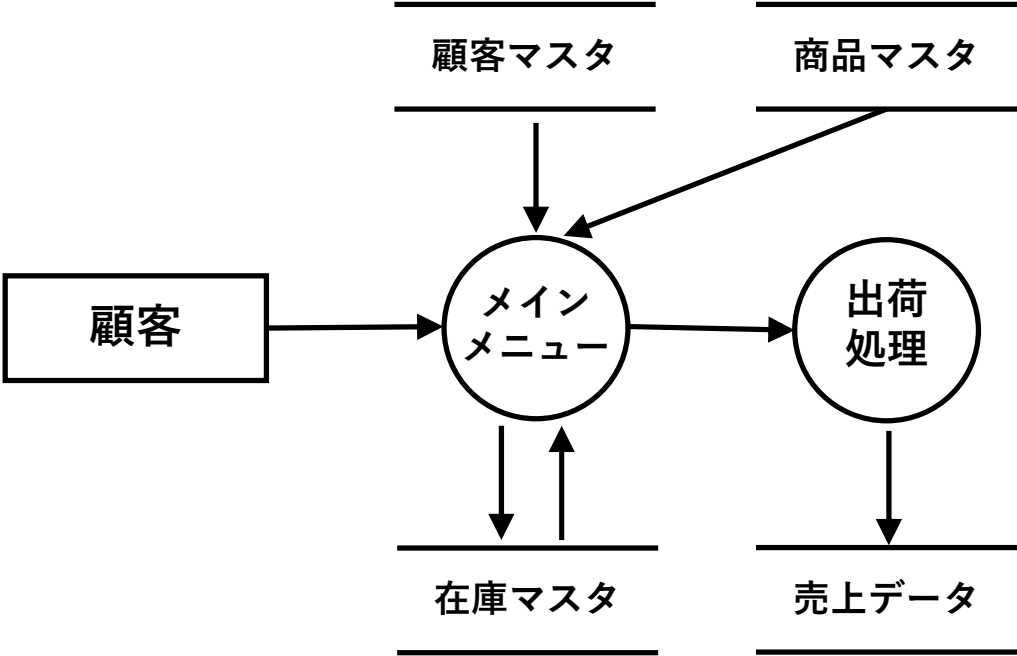 顧客マスタ
商品マスタ
顧客
メイン
メニュー
出荷
処理
在庫マスタ
売上データ